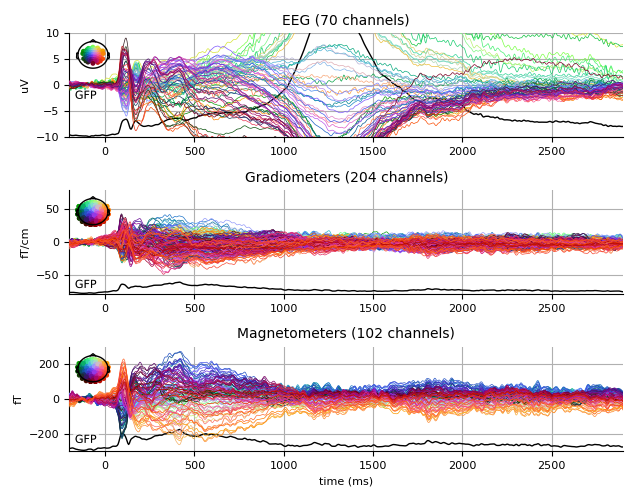 EEG (70 channels)
10
5
0
−5
−10
uV
GFP
0 500 1000 1500 2000 2500
Gradiometers (204 channels)
50
0
−50
fT/cm
GFP
0 500 1000 1500 2000 2500
Magnetometers (102 channels)
200
0
−200
fT
GFP
0 500 1000 1500 2000 2500
time (ms)